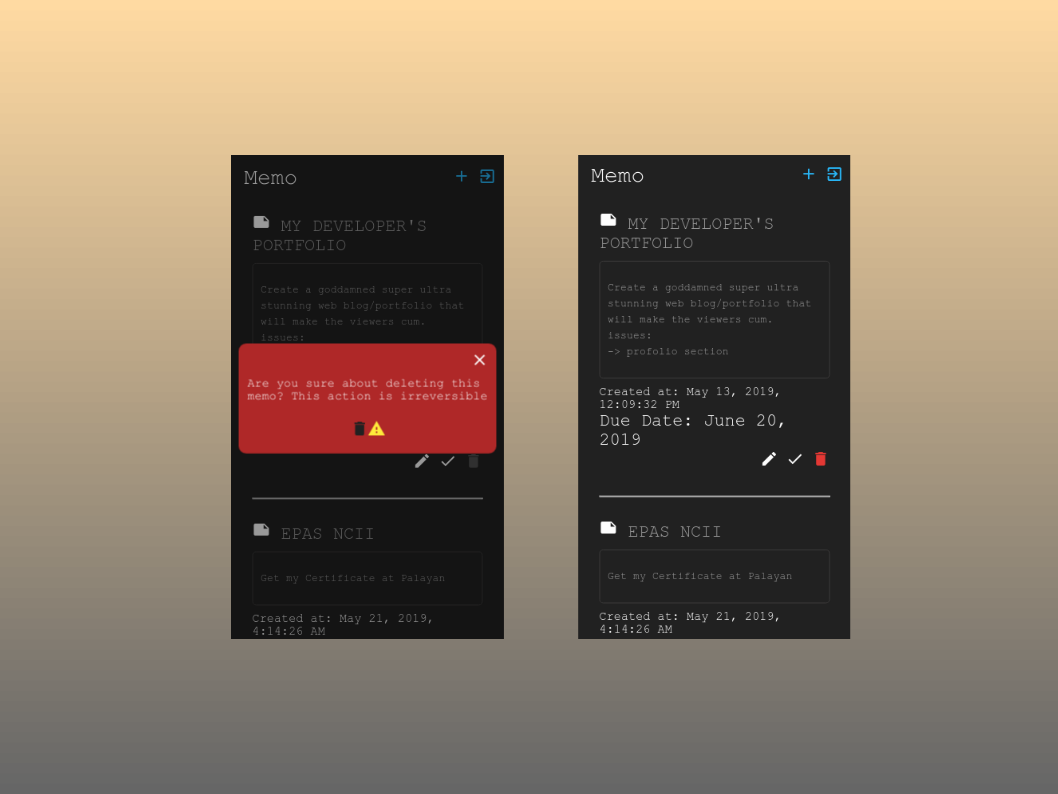 Memo
MY DEVELOPER'S
PORTFOLIO
Create a goddamned super ultra
stunning web blog/portfolio that
will make the viewers cum.
issues:
Are you sure about deleting this
memo? This action is irreversible
EPAS NCII
Get my Certificate at Palayan
Created at: May 21, 2019,
4:14:26 AM
Memo
MY DEVELOPER'S
PORTFOLIO
Create a goddamned super ultra
stunning web blog/portfolio that
will make the viewers cum.
issues:
-> profolio section
Created at: May 13, 2019,
12:09:32 PM
Due Date: June 20,
2019
EPAS NCII
Get my Certificate at Palayan
Created at: May 21, 2019,
4:14:26 AM